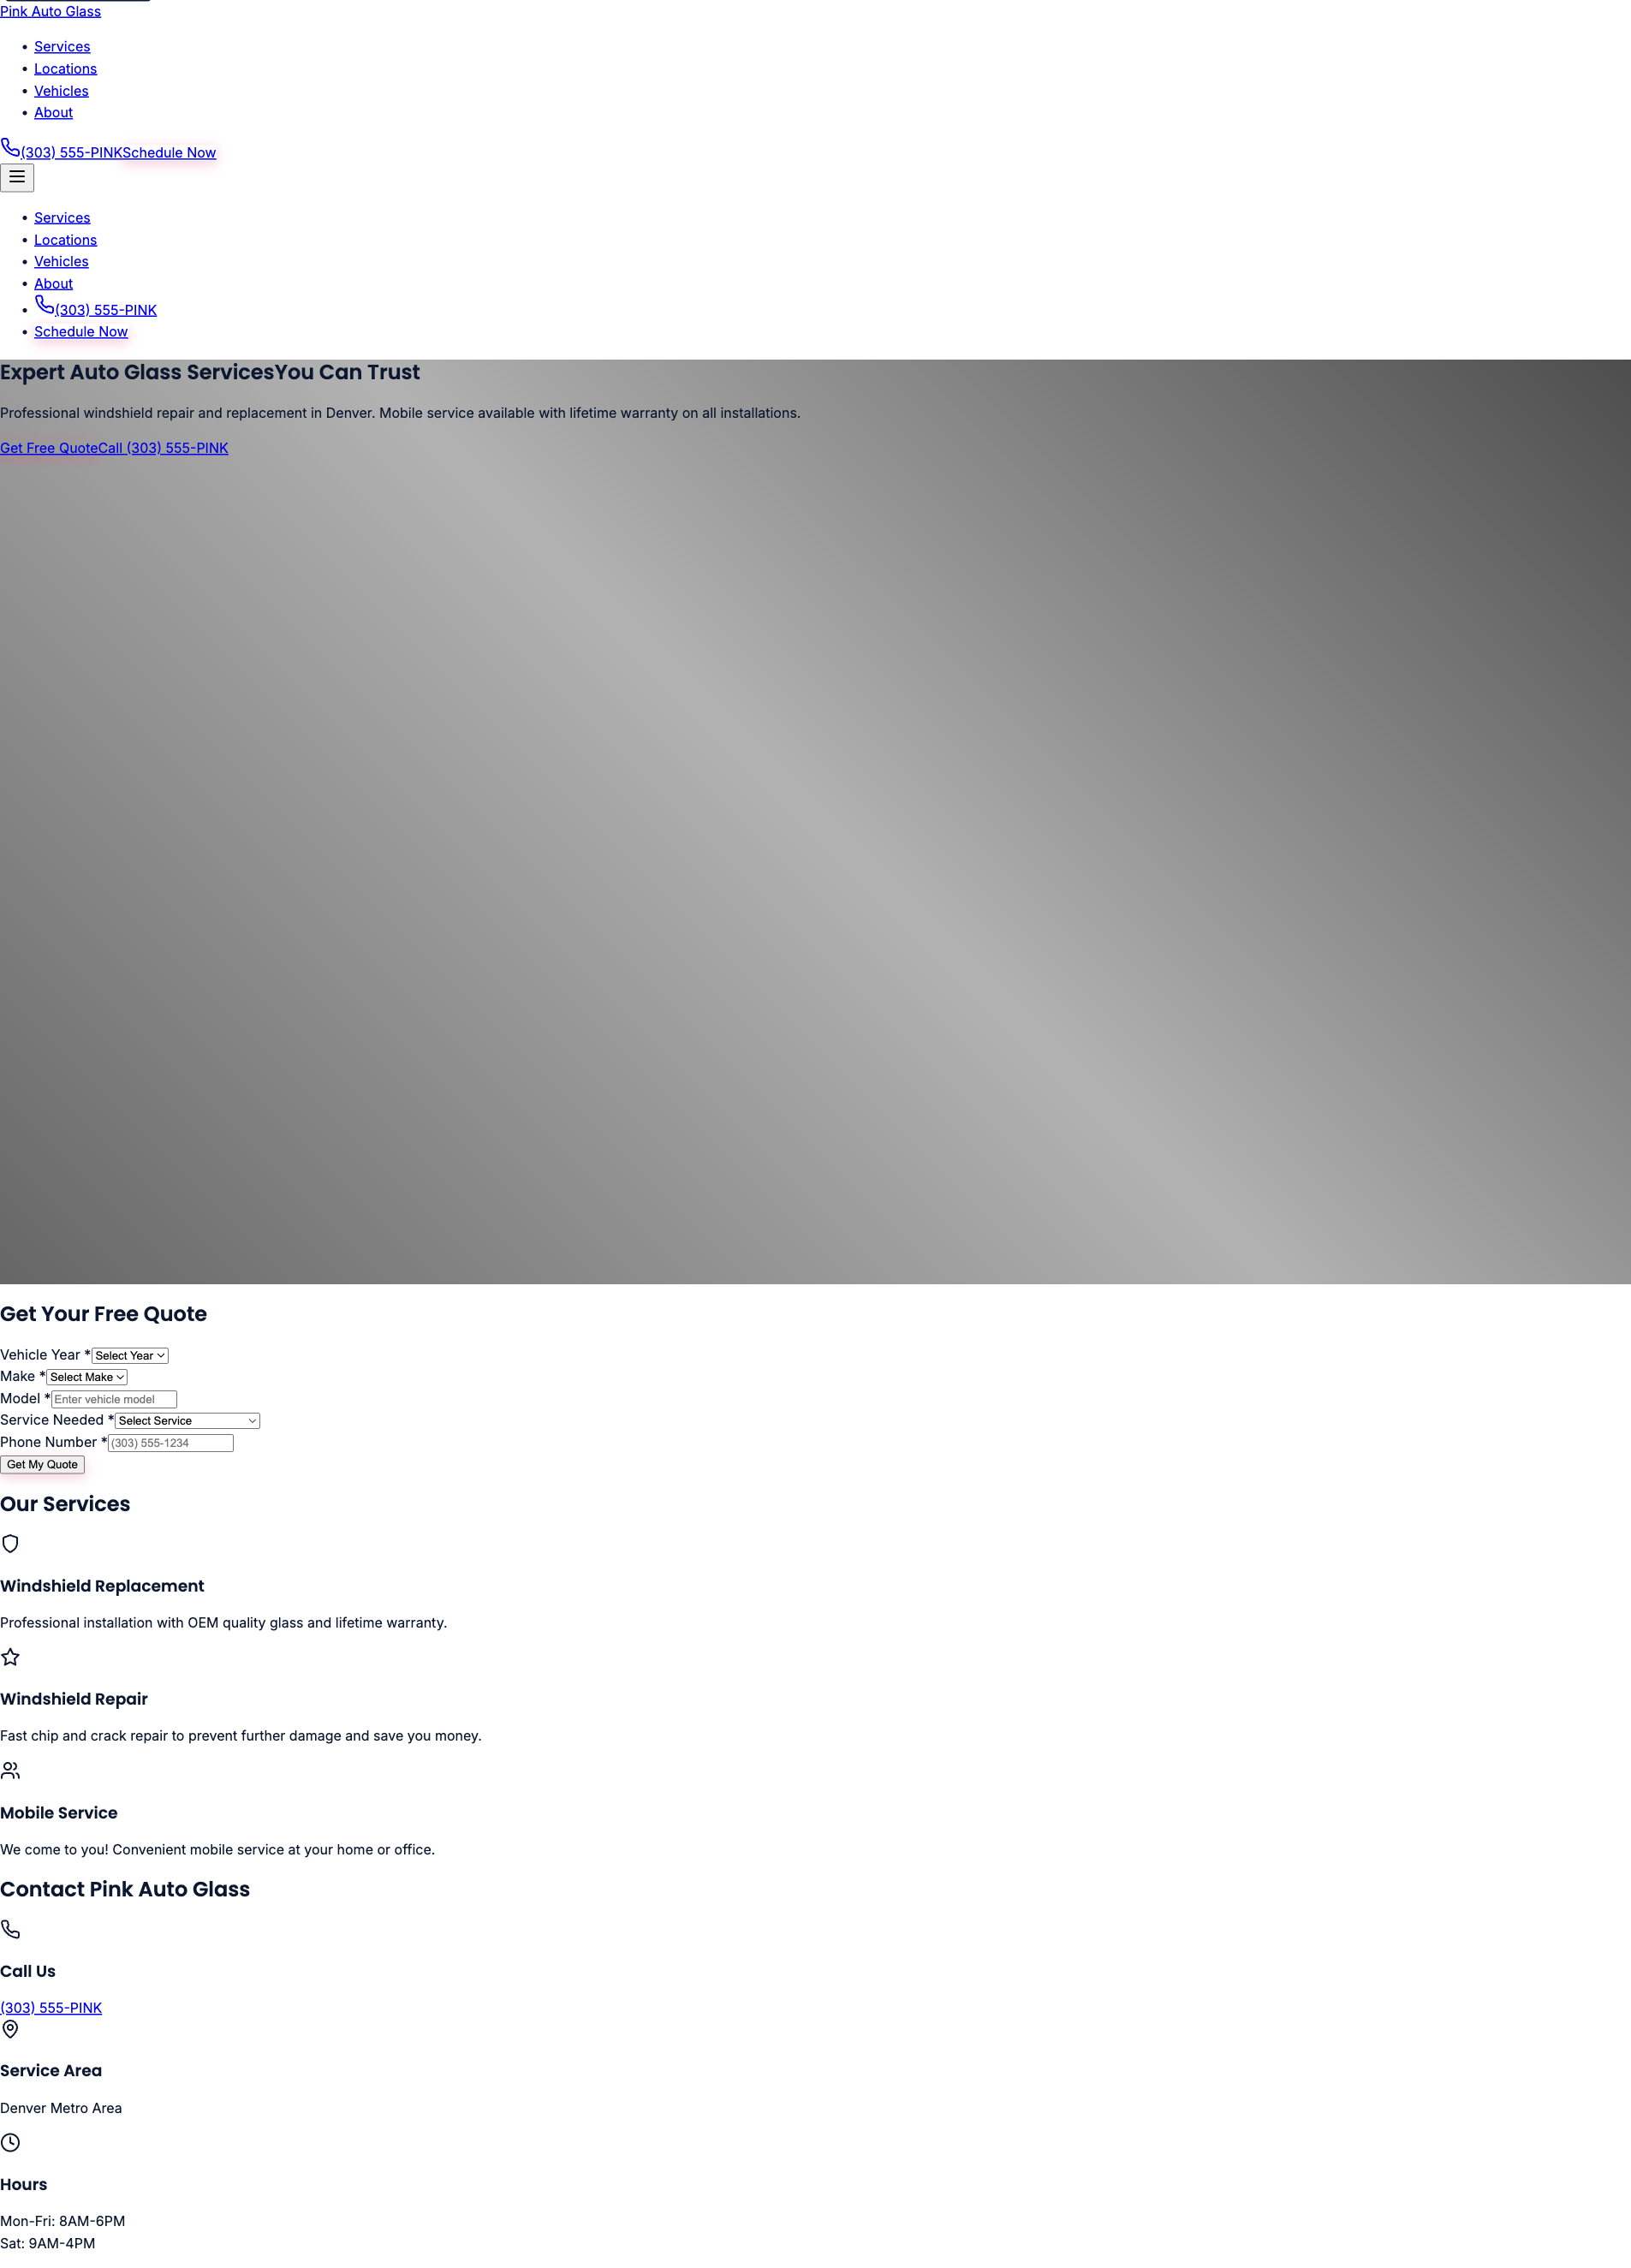 Pink Auto Glass
• Services
• Locations
• Vehicles
• About
(303) 555-PINKSchedule Now
• Services
• Locations
• Vehicles
• About
• (303) 555-PINK
• Schedule Now
Expert Auto Glass ServicesYou Can Trust
Professional windshield repair and replacement in Denver. Mobile service available with lifetime warranty on all installations.
Get Free QuoteCall (303) 555-PINK
Get Your Free Quote
Vehicle Year *Select Year
Make *Select Make
Model *Enter vehicle model
Service Needed *Select Service
Phone Number *(303) 555-1234
Get My Quote
Our Services
Windshield Replacement
Professional installation with OEM quality glass and lifetime warranty.
Windshield Repair
Fast chip and crack repair to prevent further damage and save you money.
Mobile Service
We come to you! Convenient mobile service at your home or office.
Contact Pink Auto Glass
Call Us
(303) 555-PINK
Service Area
Denver Metro Area
Hours
Mon-Fri: 8AM-6PM
Sat: 9AM-4PM